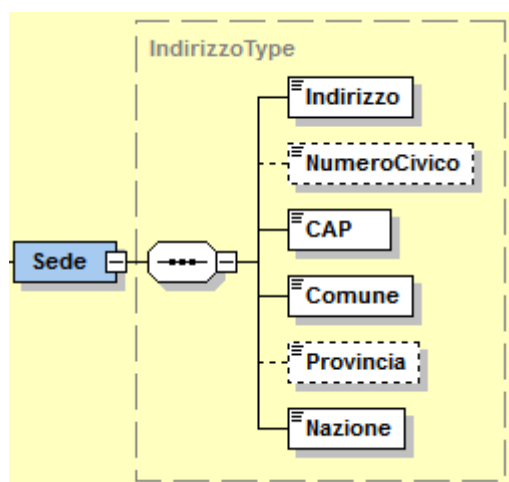 IndirizzoType
Indirizzo
NumeroCivico
CAP
Sede
Comune
Provincia
Nazione